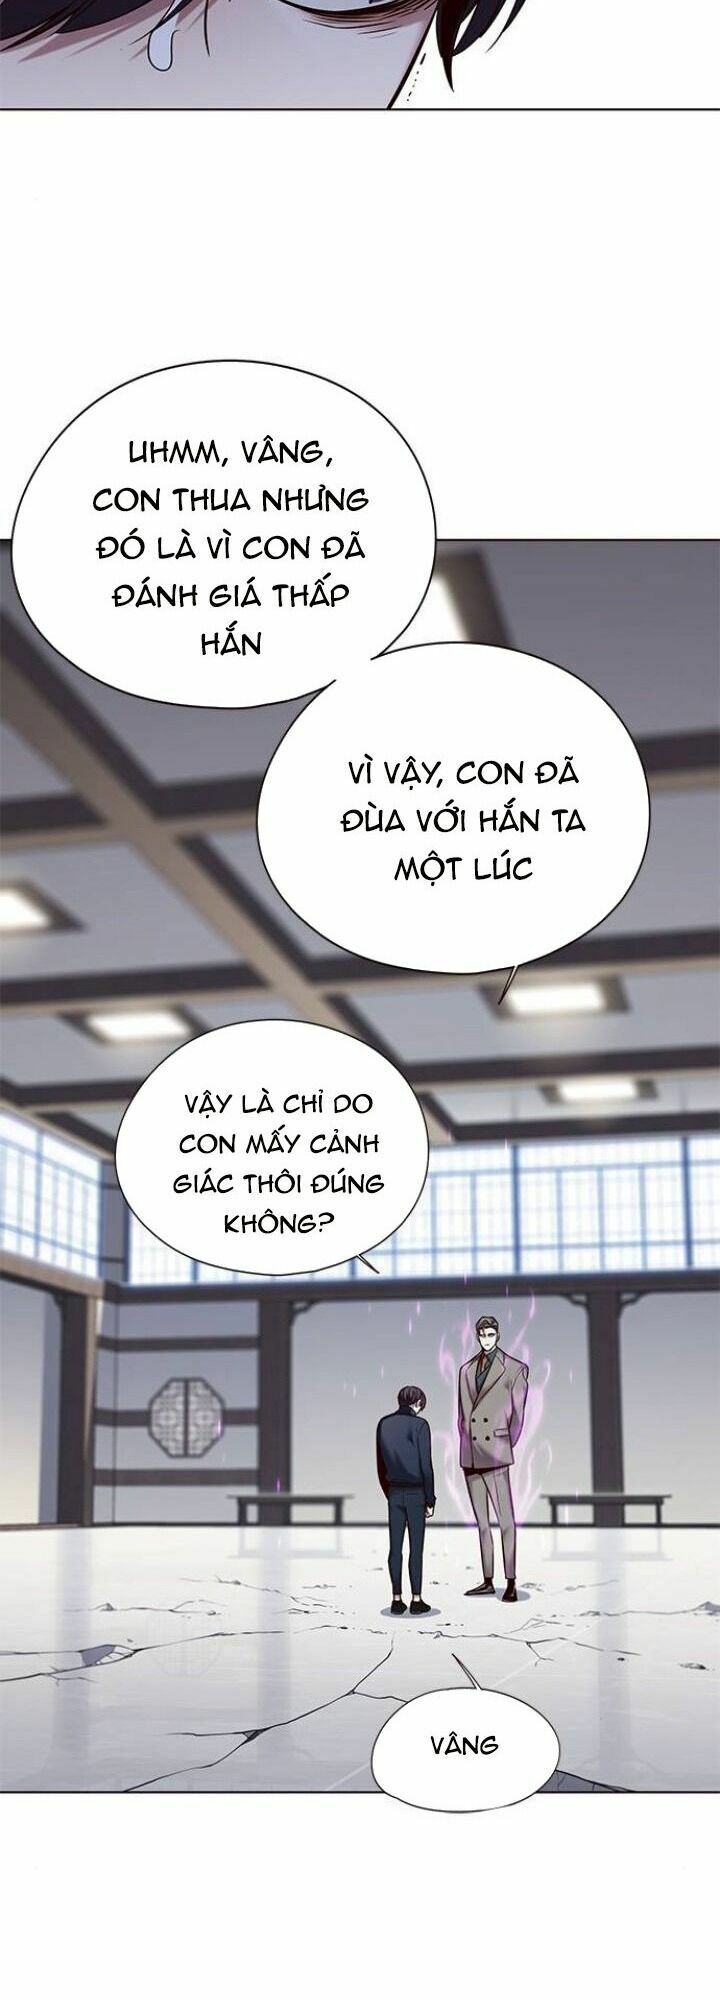 UHMM, VÂNG,
CON THUA NHƯNG
ĐÓ LÀ VÌ CON ĐÃ
ĐÁNH GIÁ THẤP
HẮN
VÌ VẬY, CON ĐÃ
ĐÙA VỚI HẮN TA
MỘT LÚC
VẬY LÀ CHỈ DO
CON MẤY CẢNH
GIÁC THÔI ĐÚNG
KHÔNG?
VÂNG